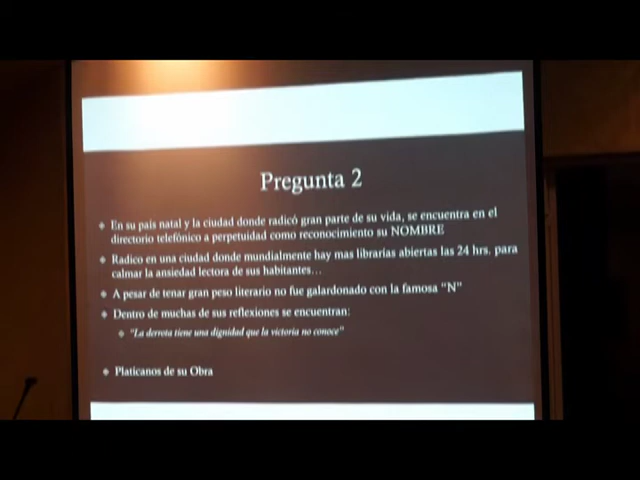 Pregunta 2
En su país natal y la ciudad donde radicó gran parte de su vida, se encuentra en el
directorio telefónico a perpetuidad como reconocimiento su NOMBRE
Radico en una ciudad donde mundialmente hay mas librarias abiertas las 24 hrs. para
calmar la ansiedad lectora de sus habitantes…
A pesar de tenar gran peso literario no fue galardonado con la famosa "N"
Dentro de muchas de sus reflexiones se encuentran:
"La derrota tiene una dignidad que la victoria no conoce"
Platicanos de su Obra